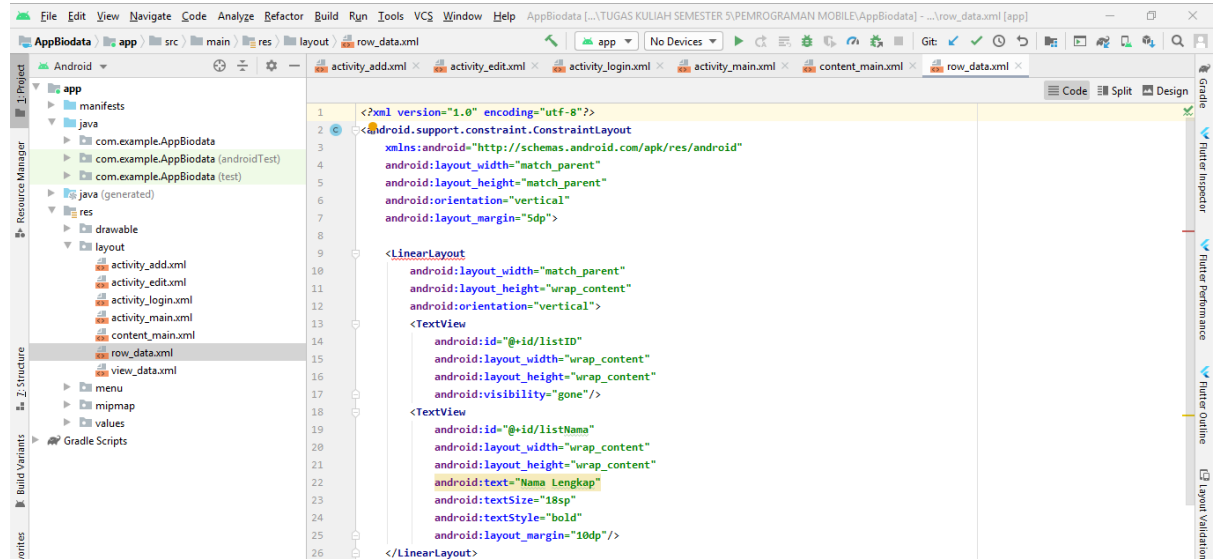 File Edit View Navigate Code Analyze Refactor Build Run Tools VCS Window Help AppBiodata [...\TUGAS KULIAH SEMESTER 5\PEMROGRAMAN MOBILE\AppBiodata] - ...\row_data.xml [app]
AppBiodata app src main res layout row_data.xml app No Devices Git:
1: Project Android activity_add.xml activity_edit.xml activity_login.xml activity_main.xml content_main.xml row_data.xml
Code Split Design
app
manifests
java
com.example.AppBiodata
com.example.AppBiodata (androidTest)
com.example.AppBiodata (test)
java (generated)
res
drawable
layout
activity_add.xml
activity_edit.xml
activity_login.xml
activity_main.xml
content_main.xml
row_data.xml
view_data.xml
menu
mipmap
values
Gradle Scripts
Resource Manager
Z: Structure
Build Variants
vorites
1 <?xml version="1.0" encoding="utf-8"?>
2 <android.support.constraint.ConstraintLayout
3 xmlns:android="http://schemas.android.com/apk/res/android"
4 android:layout_width="match_parent"
5 android:layout_height="match_parent"
6 android:orientation="vertical"
7 android:layout_margin="5dp">
8
9 <LinearLayout
10 android:layout_width="match_parent"
11 android:layout_height="wrap_content"
12 android:orientation="vertical">
13 <TextView
14 android:id="@+id/listID"
15 android:layout_width="wrap_content"
16 android:layout_height="wrap_content"
17 android:visibility="gone"/>
18 <TextView
19 android:id="@+id/listNama"
20 android:layout_width="wrap_content"
21 android:layout_height="wrap_content"
22 android:text="Nama Lengkap"
23 android:textSize="18sp"
24 android:textStyle="bold"
25 android:layout_margin="10dp"/>
26 </LinearLayout>
Gradle
Flutter Inspector
Flutter Performance
Flutter Outline
Layout Validation